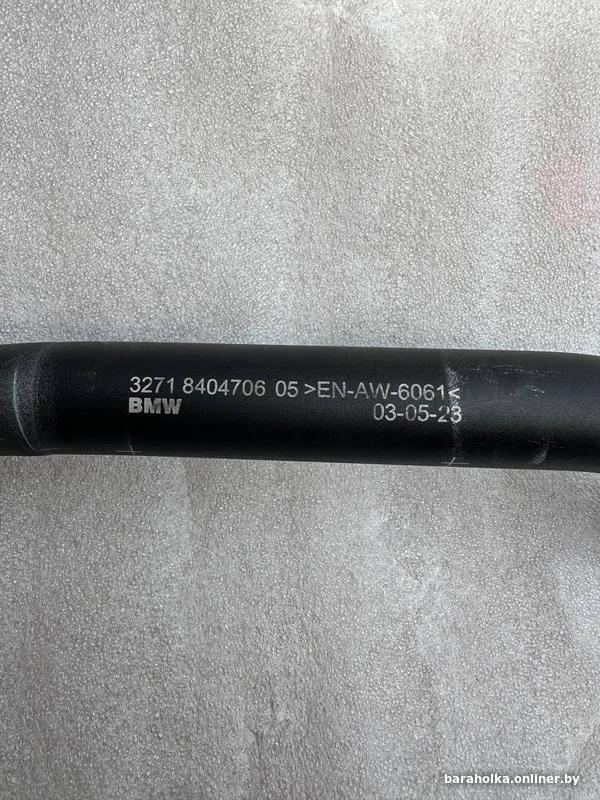 3271 8404706 05 >EN-AW-6061<
BMW
03-05-23
baraholka.onliner.by